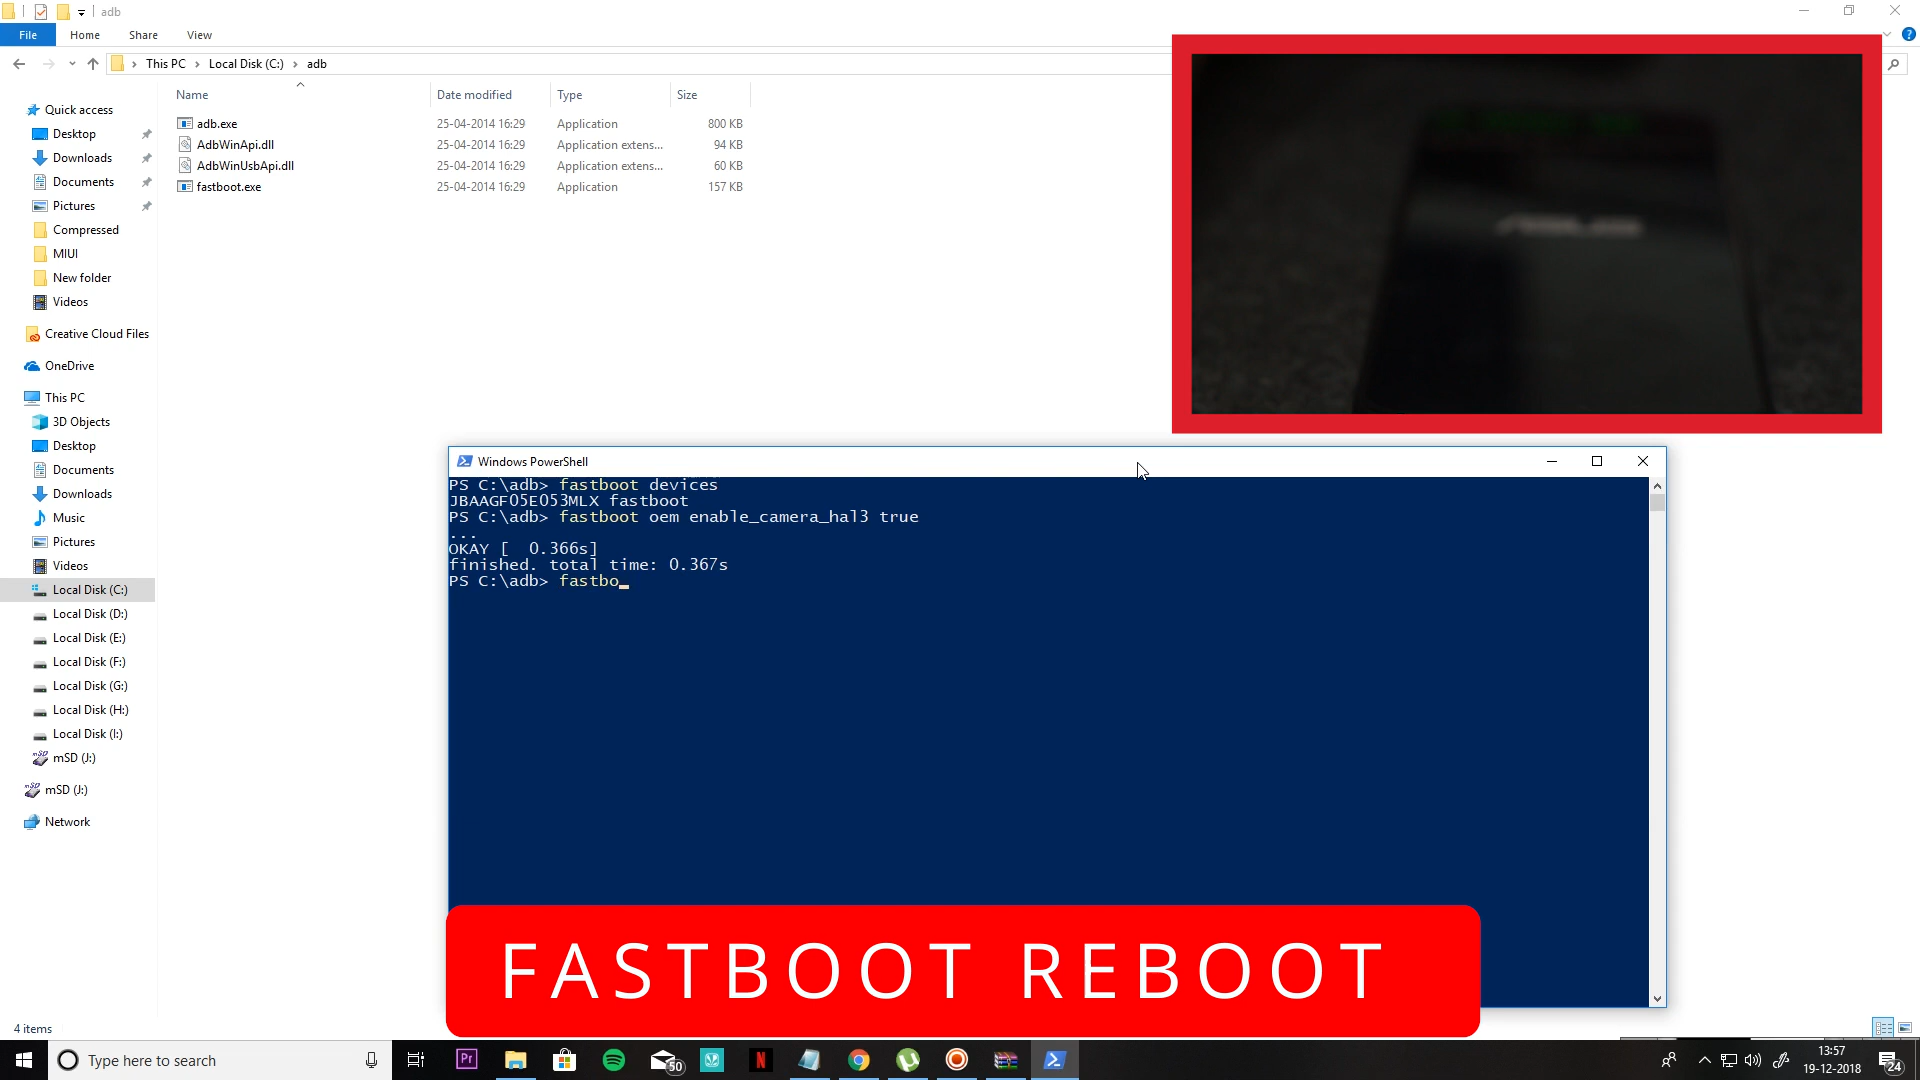 adb
File
Home
Share
View
This PC
Local Disk (C:)
adb
Name
Date modified
Type
Size
adb.exe
25-04-2014 16:29
Application
800 KB
AdbWinApi.dll
25-04-2014 16:29
Application extens...
94 KB
AdbWinUsbApi.dll
25-04-2014 16:29
Application extens...
60 KB
fastboot.exe
25-04-2014 16:29
Application
157 KB
Quick access
Desktop
Downloads
Documents
Pictures
Compressed
MIUI
New folder
Videos
Creative Cloud Files
OneDrive
This PC
3D Objects
Desktop
Documents
Downloads
Music
Pictures
Videos
Local Disk (C:)
Local Disk (D:)
Local Disk (E:)
Local Disk (F:)
Local Disk (G:)
Local Disk (H:)
Local Disk (I:)
mSD (J:)
mSD (J:)
Network
4 items
Windows PowerShell
PS C:\adb> fastboot devices
JBAAGF05E053MLX fastboot
PS C:\adb> fastboot oem enable_camera_hal3 true
...
OKAY [  0.366s]
finished. total time: 0.367s
PS C:\adb> fastbo_
FASTBOOT REBOOT
Type here to search
Pr
50
N
13:57
19-12-2018
24